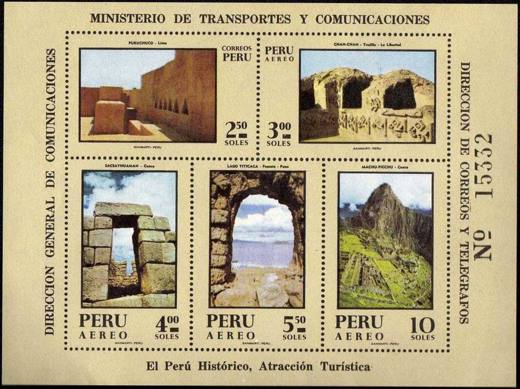 MINISTERIO DE TRANSPORTES Y COMUNICACIONES
DIRECCION GENERAL DE COMUNICACIONES
DIRECCION DE CORREOS Y TELEGRAFOS
Nº 15332
PURUCHUCO - Lima
CORREOS
PERU
2.50
SOLES
PERU
AEREO
CHAN-CHAN - Trujillo - La Libertad
3.00
SOLES
SACSAYHUAMAN - Cuzco
PERU
AEREO
4.00
SOLES
LAGO TITICACA - Puente - Puno
PERU
AEREO
5.50
SOLES
MACHU-PICCHU - Cuzco
PERU
AEREO
10
SOLES
El Perú Histórico, Atracción Turística